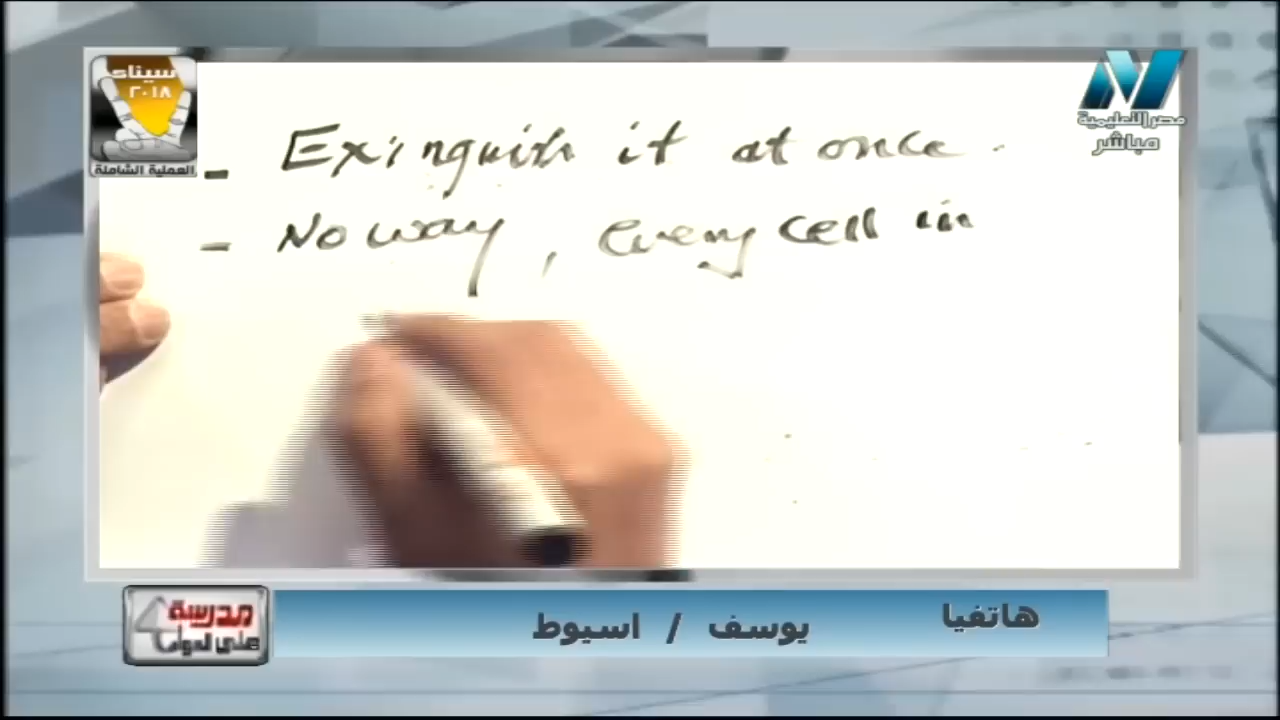 سيناء
٢٠١٨
العملية الشاملة
مصر التعليمية
مباشر
- Exinguish it at once.
- No way, every cell in
هاتفيا
يوسف / اسيوط
مدرسة
على الهواء